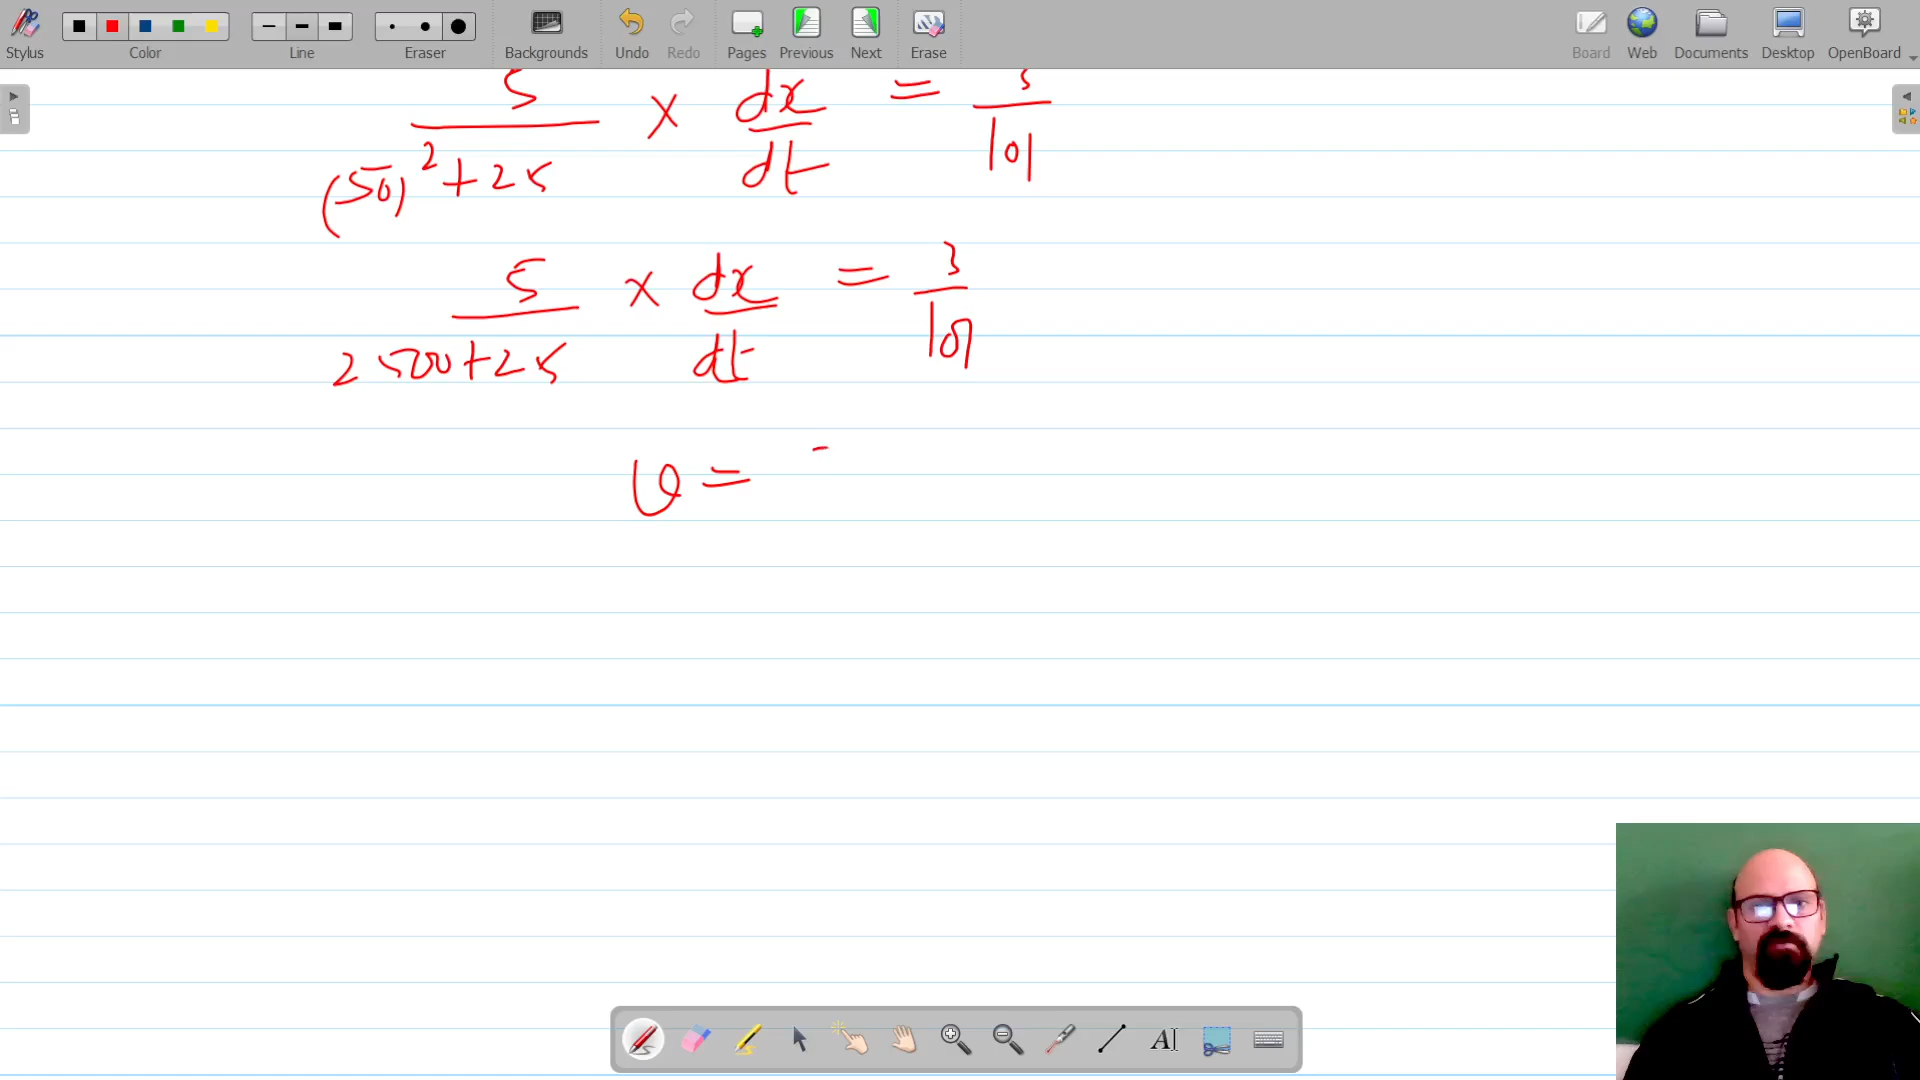 Stylus Color Line Eraser Backgrounds Undo Redo Pages Previous Next Erase Board Web Documents Desktop OpenBoard
5 / (50)² + 25 × dx/dt = 3/101
5 / 2500 + 25 × dx/dt = 3/101
v =